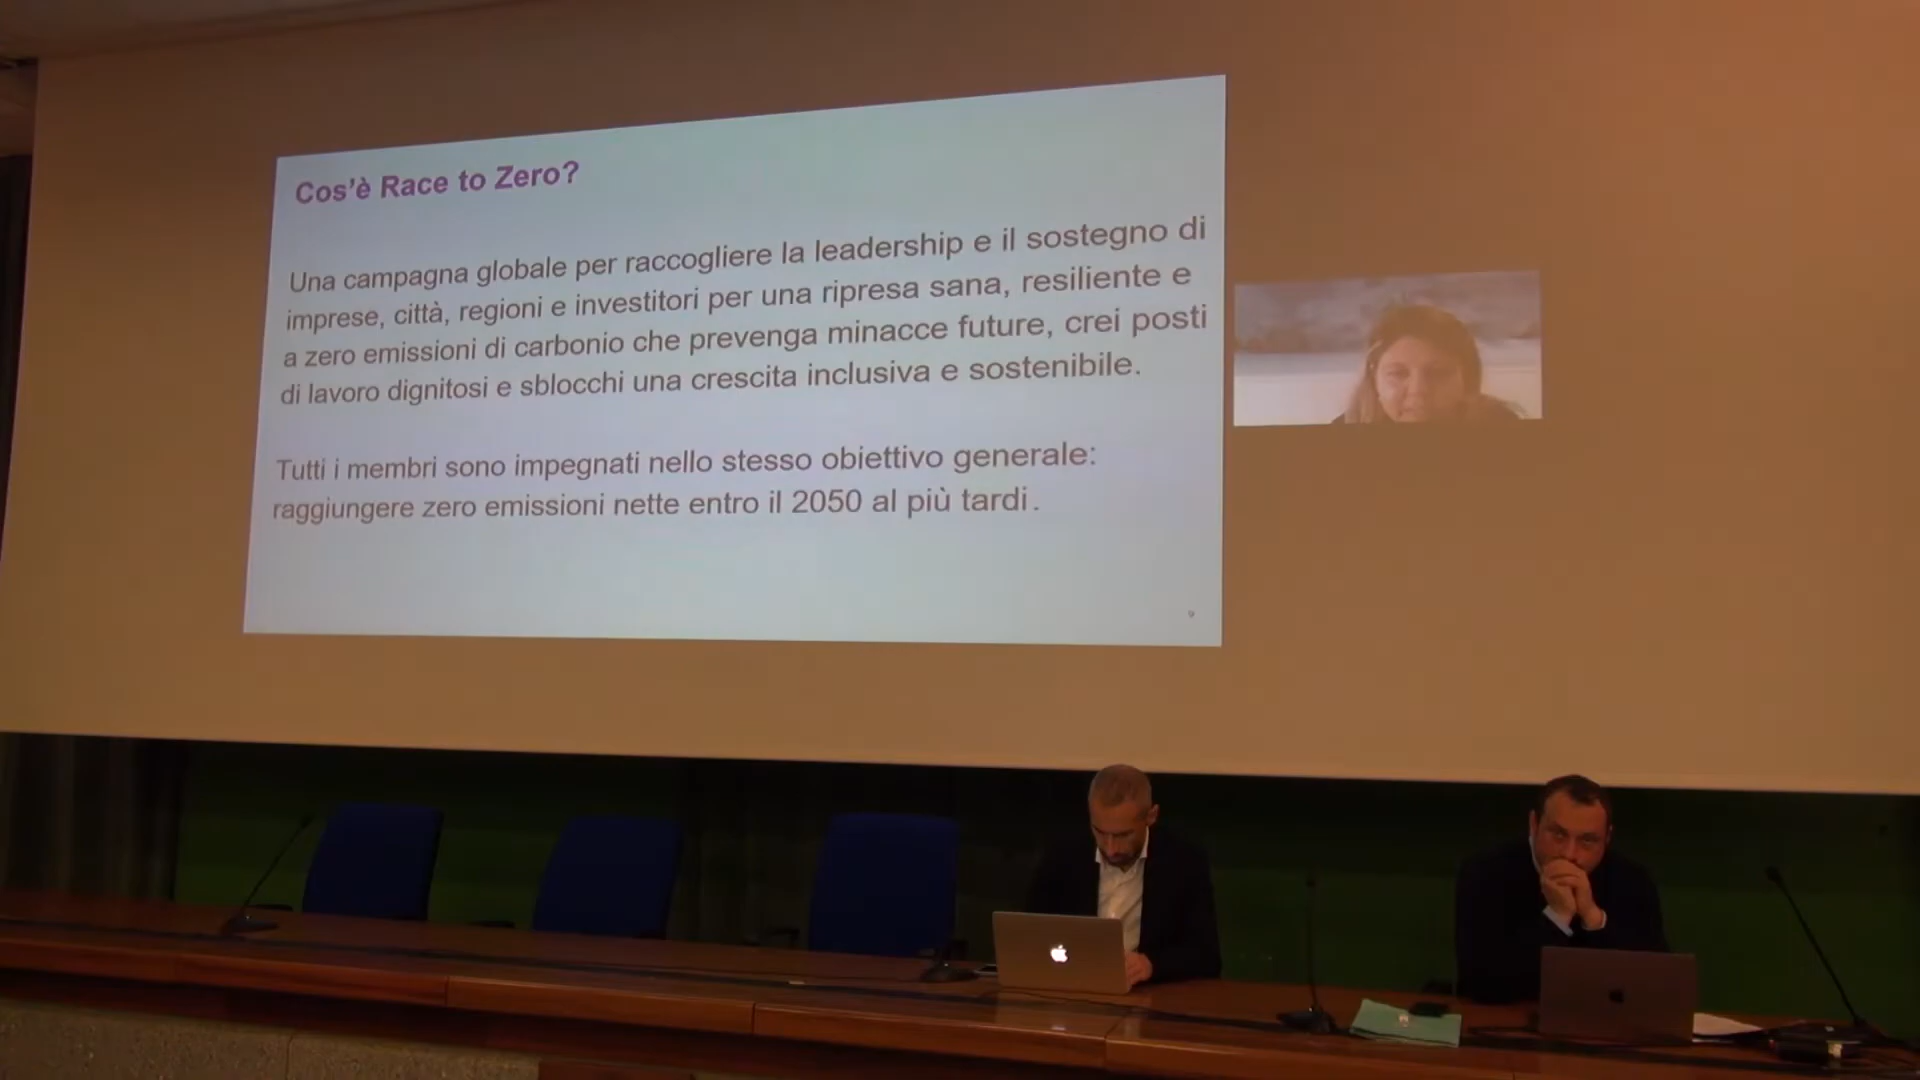 Cos'è Race to Zero?
Una campagna globale per raccogliere la leadership e il sostegno di
imprese, città, regioni e investitori per una ripresa sana, resiliente e
a zero emissioni di carbonio che prevenga minacce future, crei posti
di lavoro dignitosi e sblocchi una crescita inclusiva e sostenibile.
Tutti i membri sono impegnati nello stesso obiettivo generale:
raggiungere zero emissioni nette entro il 2050 al più tardi.
9